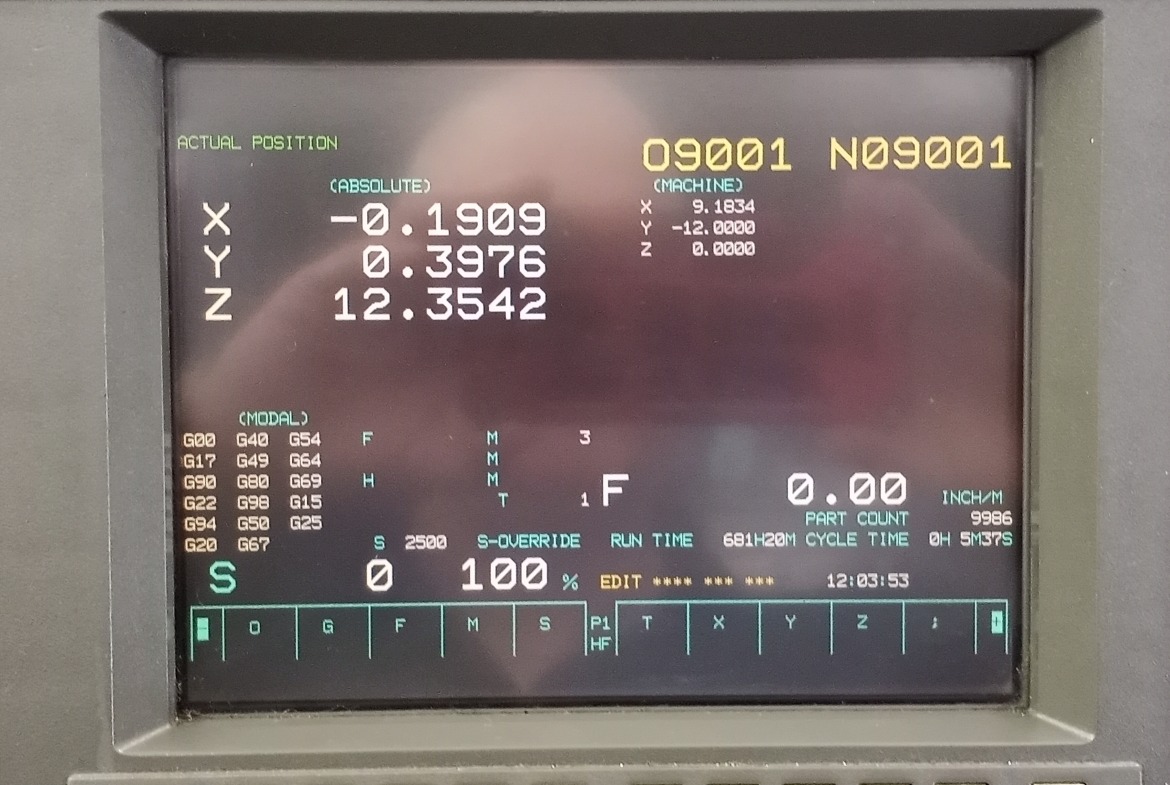 ACTUAL POSITION O9001 N09001
(ABSOLUTE) (MACHINE)
X -0.1909 X 9.1834
Y 0.3976 Y -12.0000
Z 12.3542 Z 0.0000
(MODAL)
G00 G40 G54 F M 3
G17 G49 G64 M
G90 G80 G69 H M
G22 G98 G15 T 1 F 0.00 INCH/M
G94 G50 G25 PART COUNT 9986
G20 G67 S 2500 S-OVERRIDE RUN TIME 681H20M CYCLE TIME 0H 5M37S
S 0 100 % EDIT **** *** *** 12:03:53
- O G F M S P1 T X Y Z ; +
HF